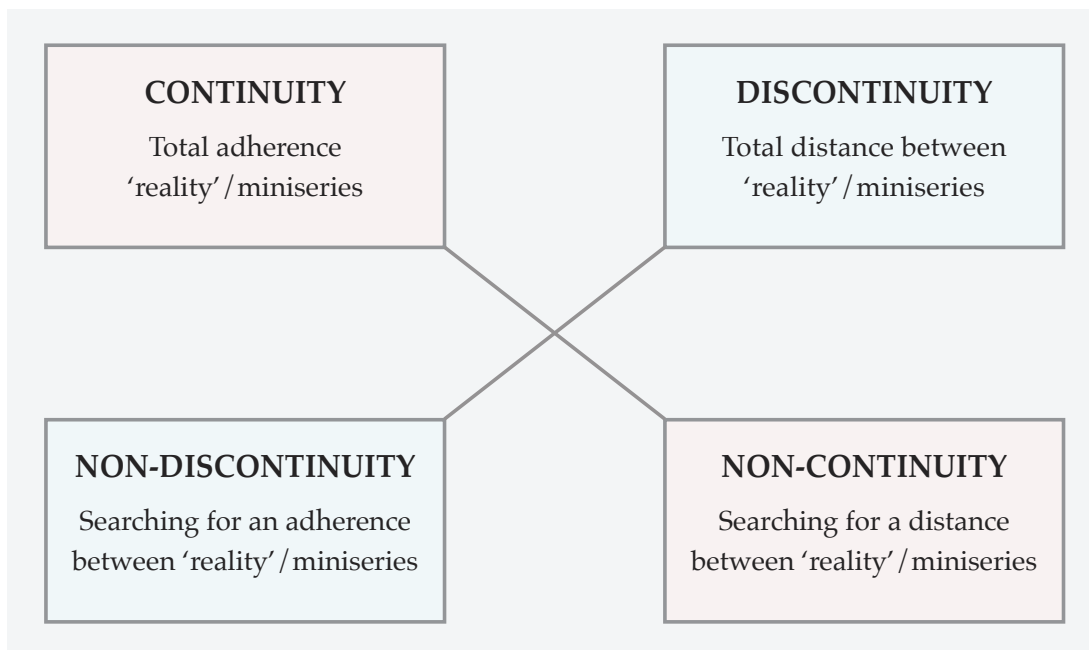 CONTINUITY
Total adherence
‘reality’/miniseries
DISCONTINUITY
Total distance between
‘reality’/miniseries
NON-DISCONTINUITY
Searching for an adherence
between ‘reality’/miniseries
NON-CONTINUITY
Searching for a distance
between ‘reality’/miniseries